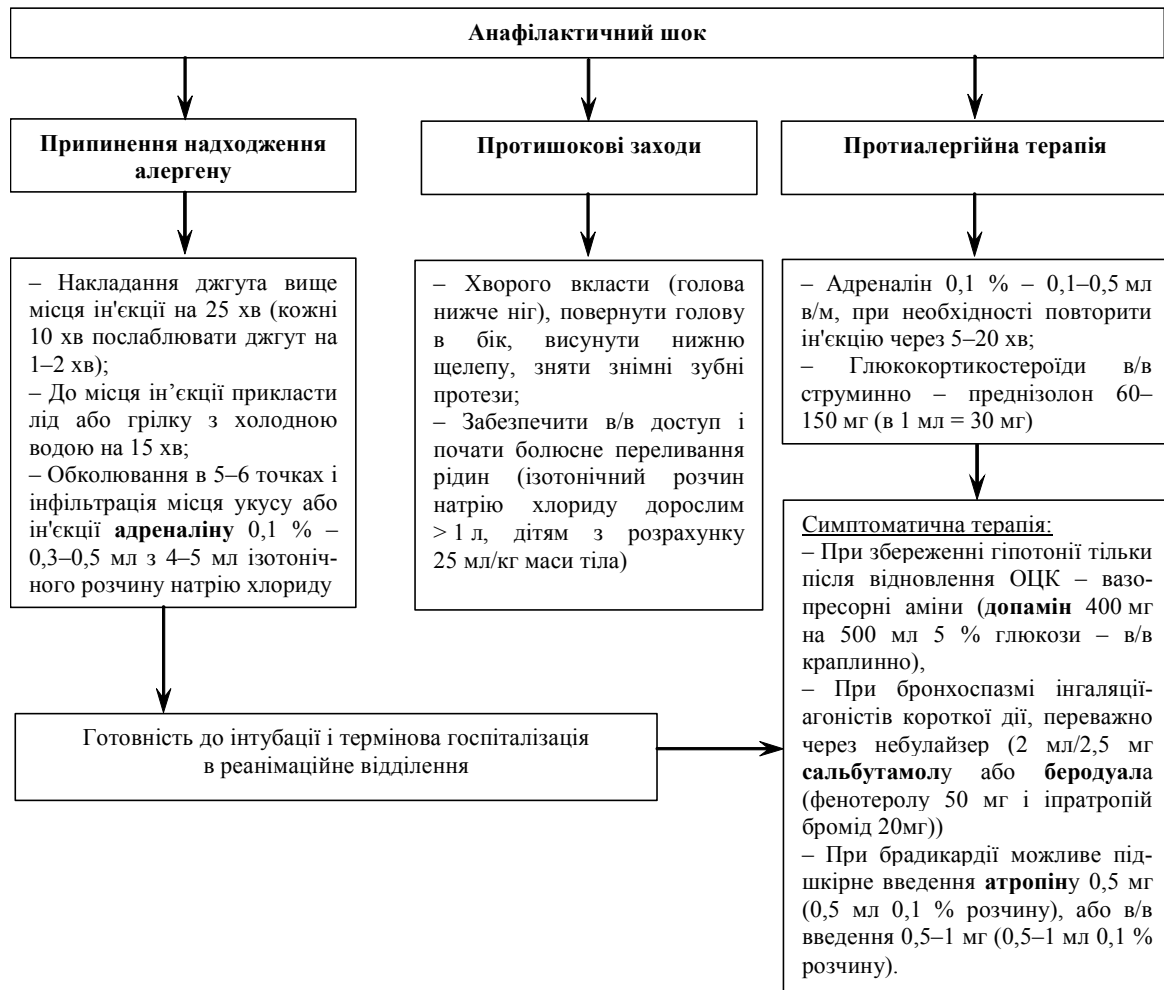 Анафілактичний шок
Припинення надходження
алергену
Протишокові заходи
Протиалергійна терапія
– Накладання джгута вище
місця ін'єкції на 25 хв (кожні
10 хв послаблювати джгут на
1–2 хв);
– До місця ін’єкції прикласти
лід або грілку з холодною
водою на 15 хв;
– Обколювання в 5–6 точках і
інфільтрація місця укусу або
ін'єкції адреналіну 0,1 % –
0,3–0,5 мл з 4–5 мл ізотоніч-
ного розчину натрію хлориду
– Хворого вкласти (голова
нижче ніг), повернути голову
в бік, висунути нижню
щелепу, зняти знімні зубні
протези;
– Забезпечити в/в доступ і
почати болюсне переливання
рідин (ізотонічний розчин
натрію хлориду дорослим
> 1 л, дітям з розрахунку
25 мл/кг маси тіла)
– Адреналін 0,1 % – 0,1–0,5 мл
в/м, при необхідності повторити
ін'єкцію через 5–20 хв;
– Глюкокортикостероїди в/в
струминно – преднізолон 60–
150 мг (в 1 мл = 30 мг)
Готовність до інтубації і термінова госпіталізація
в реанімаційне відділення
Симптоматична терапія:
– При збереженні гіпотонії тільки
після відновлення ОЦК – вазо-
пресорні аміни (допамін 400 мг
на 500 мл 5 % глюкози – в/в
краплинно),
– При бронхоспазмі інгаляції-
агоністів короткої дії, переважно
через небулайзер (2 мл/2,5 мг
сальбутамолу або беродуала
(фенотеролу 50 мг і іпратропій
бромід 20мг))
– При брадикардії можливе під-
шкірне введення атропіну 0,5 мг
(0,5 мл 0,1 % розчину), або в/в
введення 0,5–1 мг (0,5–1 мл 0,1 %
розчину).